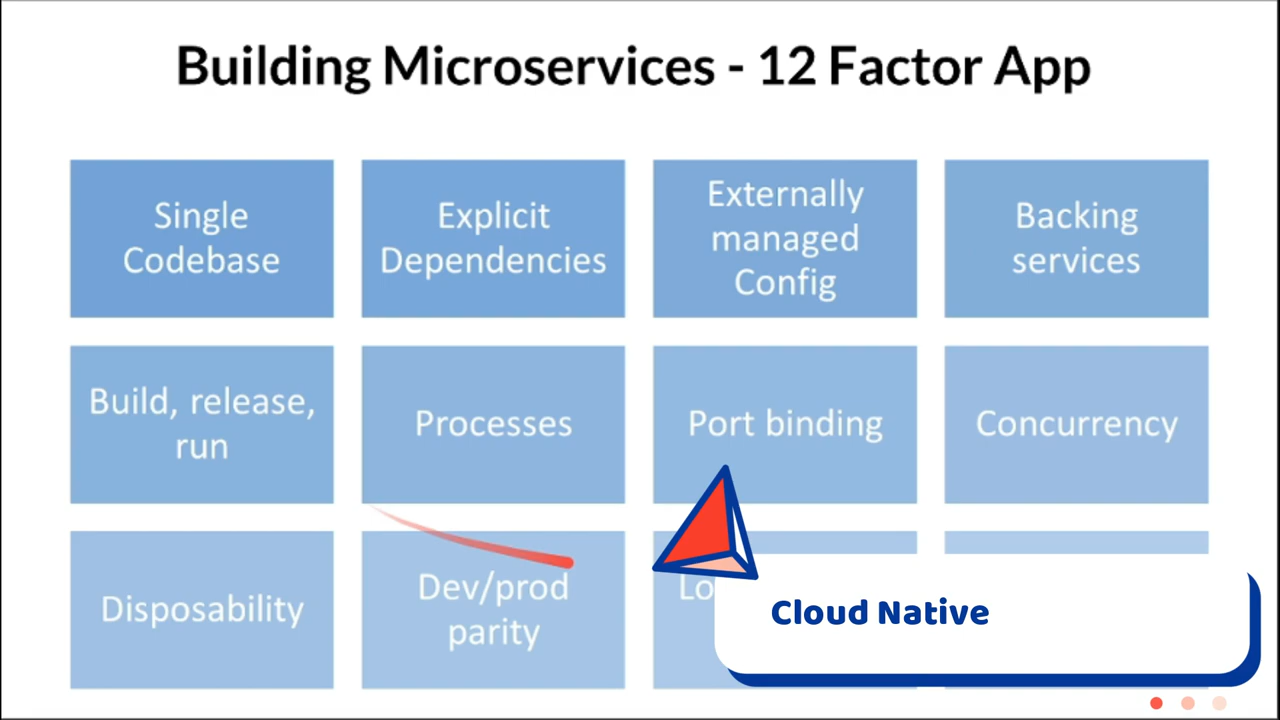 Building Microservices - 12 Factor App
Single
Codebase
Explicit
Dependencies
Externally
managed
Config
Backing
services
Build, release,
run
Processes
Port binding
Concurrency
Disposability
Dev/prod
parity
Cloud Native